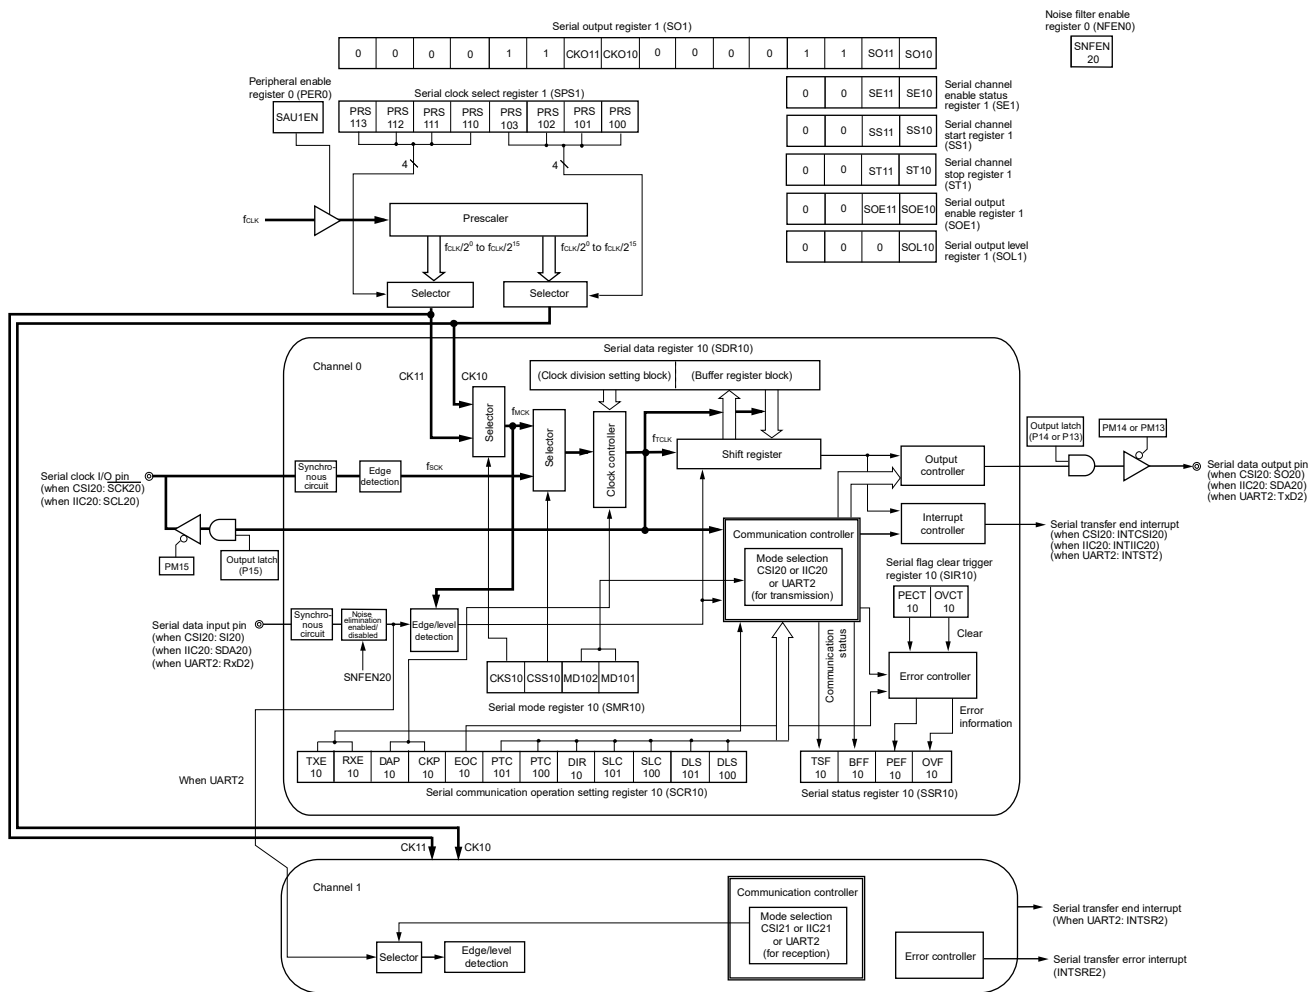 Serial output register 1 (SO1)
0 0 0 0 1 1 CKO11 CKO10 0 0 0 0 1 1 SO11 SO10
Noise filter enable
register 0 (NFEN0)
SNFEN
20
Peripheral enable
register 0 (PER0)
SAU1EN
Serial clock select register 1 (SPS1)
PRS PRS PRS PRS PRS PRS PRS PRS
113 112 111 110 103 102 101 100
4 4
0 0 SE11 SE10
Serial channel
enable status
register 1 (SE1)
0 0 SS11 SS10
Serial channel
start register 1
(SS1)
0 0 ST11 ST10
Serial channel
stop register 1
(ST1)
0 0 SOE11 SOE10
Serial output
enable register 1
(SOE1)
0 0 0 SOL10
Serial output level
register 1 (SOL1)
fCLK
Prescaler
fCLK/2⁰ to fCLK/2¹⁵ fCLK/2⁰ to fCLK/2¹⁵
Selector Selector
Channel 0
CK11
CK10
Serial data register 10 (SDR10)
(Clock division setting block) (Buffer register block)
Selector
fMCK
Selector
Clock controller
fTCLK
Shift register
fSCK
Serial clock I/O pin
(when CSI20: SCK20)
(when IIC20: SCL20)
Synchro-
nous
circuit
Edge
detection
PM15
Output latch
(P15)
Output
controller
Output latch
(P14 or P13)
PM14 or PM13
Serial data output pin
(when CSI20: SO20)
(when IIC20: SDA20)
(when UART2: TxD2)
Interrupt
controller
Serial transfer end interrupt
(when CSI20: INTCSI20)
(when IIC20: INTIIC20)
(when UART2: INTST2)
Communication controller
Mode selection
CSI20 or IIC20
or UART2
(for transmission)
Serial flag clear trigger
register 10 (SIR10)
PECT OVCT
10 10
Clear
Serial data input pin
(when CSI20: SI20)
(when IIC20: SDA20)
(when UART2: RxD2)
Synchro-
nous
circuit
Noise
elimination
enabled/
disabled
SNFEN20
Edge/level
detection
CKS10 CSS10 MD102 MD101
Serial mode register 10 (SMR10)
Communication
status
Error controller
Error
information
When UART2
TXE RXE DAP CKP EOC PTC PTC DIR SLC SLC DLS DLS
10 10 10 10 10 101 100 10 101 100 101 100
Serial communication operation setting register 10 (SCR10)
TSF BFF PEF OVF
10 10 10 10
Serial status register 10 (SSR10)
CK11 CK10
Channel 1
Communication controller
Mode selection
CSI21 or IIC21
or UART2
(for reception)
Selector
Edge/level
detection
Error controller
Serial transfer end interrupt
(When UART2: INTSR2)
Serial transfer error interrupt
(INTSRE2)